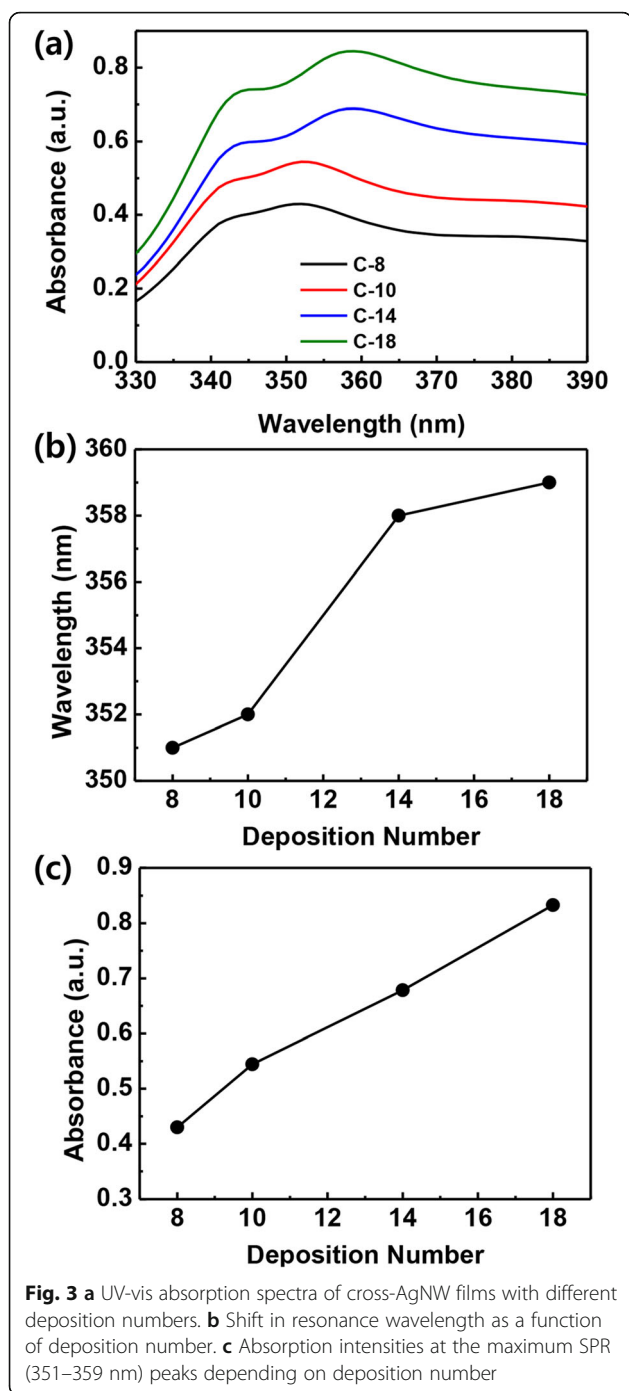 (a)
0.8
0.6
0.4
0.2
0.0
Absorbance (a.u.)
C-8
C-10
C-14
C-18
330 340 350 360 370 380 390
Wavelength (nm)
(b)
360
358
356
354
352
350
Wavelength (nm)
8 10 12 14 16 18
Deposition Number
(c)
0.9
0.8
0.7
0.6
0.5
0.4
0.3
Absorbance (a.u.)
8 10 12 14 16 18
Deposition Number
Fig. 3 a UV-vis absorption spectra of cross-AgNW films with different
deposition numbers. b Shift in resonance wavelength as a function
of deposition number. c Absorption intensities at the maximum SPR
(351–359 nm) peaks depending on deposition number